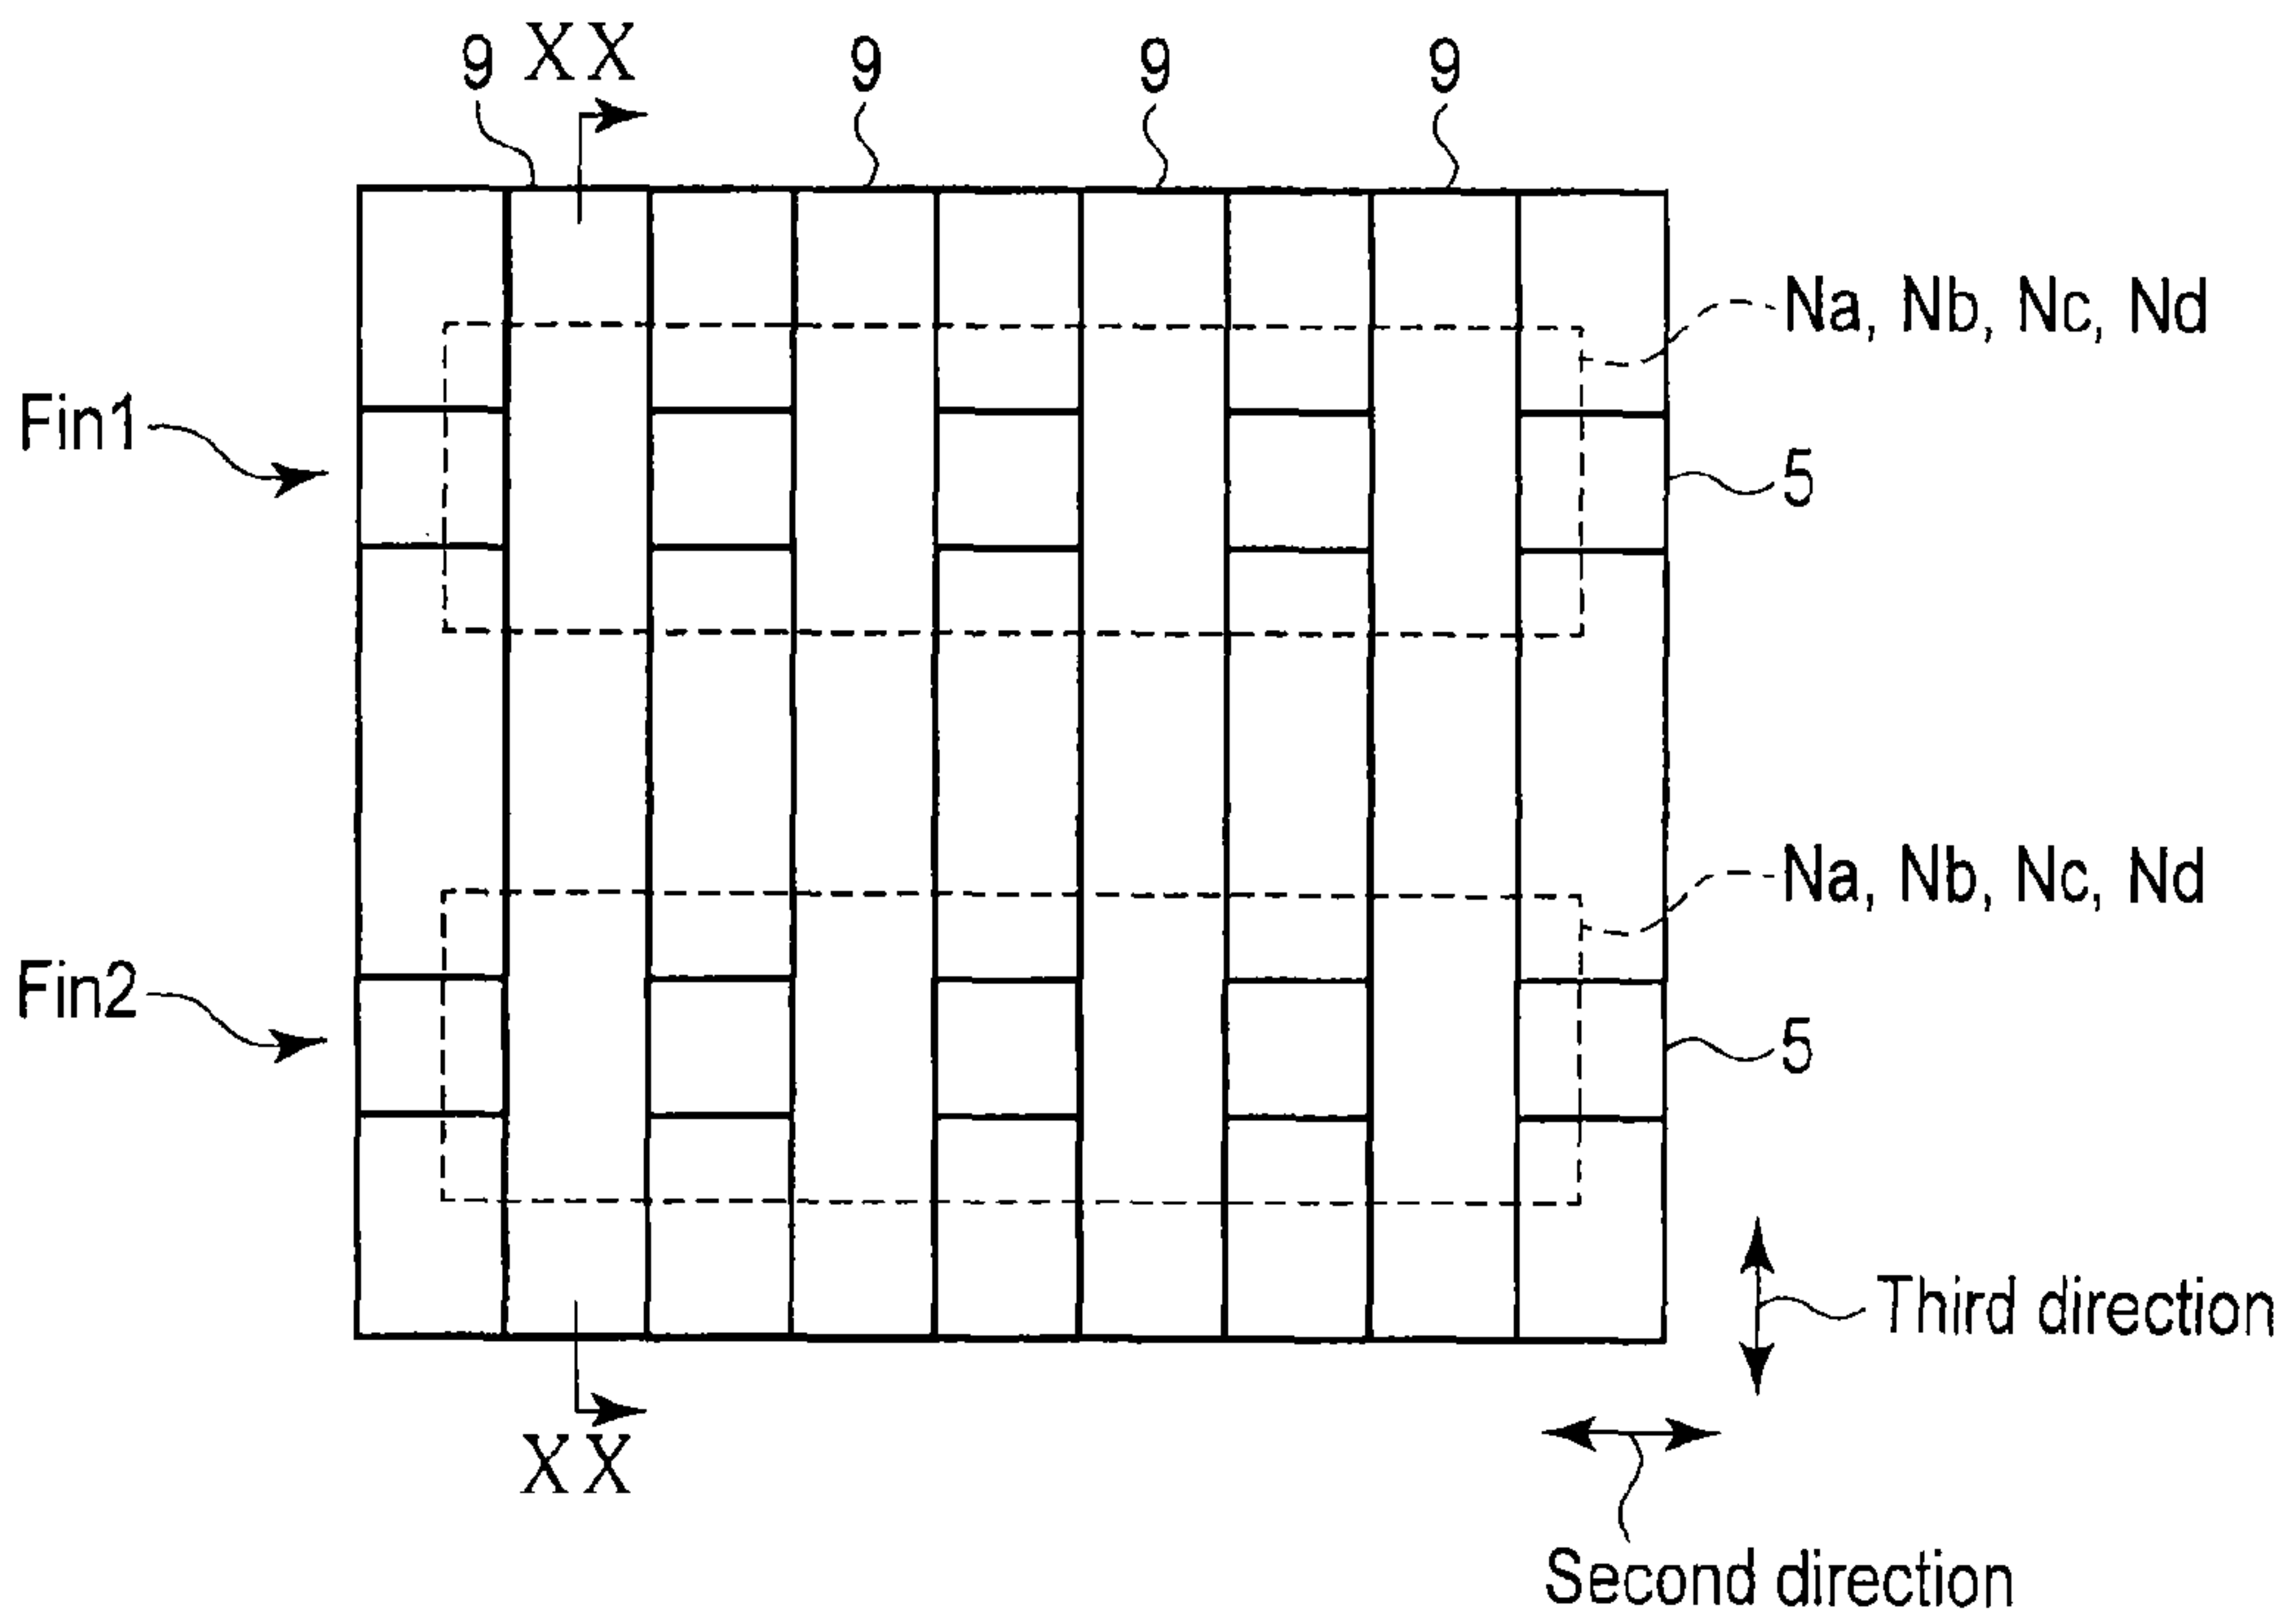 9 XX 9 9 9
Na, Nb, Nc, Nd
Fin1
5
Na, Nb, Nc, Nd
Fin2
5
Third direction
XX
Second direction